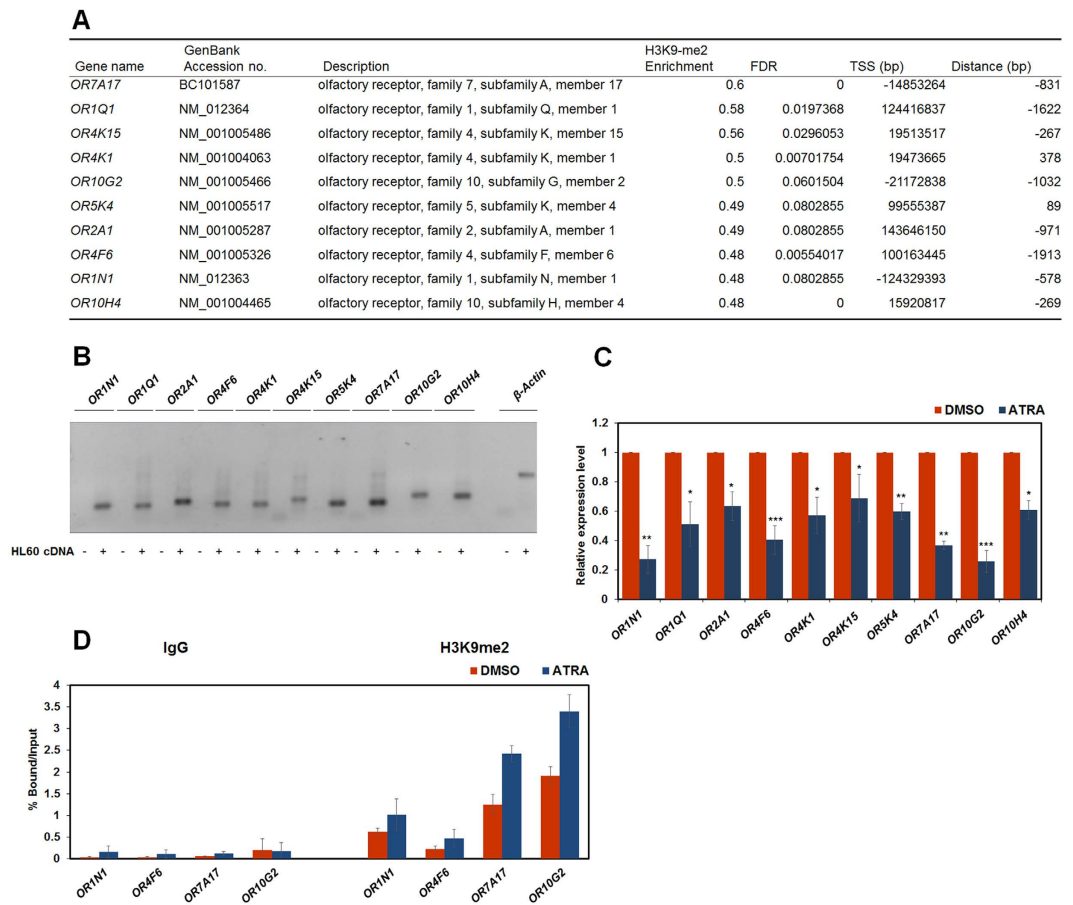 A
Gene name GenBank Accession no. Description H3K9-me2 Enrichment FDR TSS (bp) Distance (bp)
OR7A17 BC101587 olfactory receptor, family 7, subfamily A, member 17 0.6 0 -14853264 -831
OR1Q1 NM_012364 olfactory receptor, family 1, subfamily Q, member 1 0.58 0.0197368 124416837 -1622
OR4K15 NM_001005486 olfactory receptor, family 4, subfamily K, member 15 0.56 0.0296053 19513517 -267
OR4K1 NM_001004063 olfactory receptor, family 4, subfamily K, member 1 0.5 0.00701754 19473665 378
OR10G2 NM_001005466 olfactory receptor, family 10, subfamily G, member 2 0.5 0.0601504 -21172838 -1032
OR5K4 NM_001005517 olfactory receptor, family 5, subfamily K, member 4 0.49 0.0802855 99555387 89
OR2A1 NM_001005287 olfactory receptor, family 2, subfamily A, member 1 0.49 0.0802855 143646150 -971
OR4F6 NM_001005326 olfactory receptor, family 4, subfamily F, member 6 0.48 0.00554017 100163445 -1913
OR1N1 NM_012363 olfactory receptor, family 1, subfamily N, member 1 0.48 0.0802855 -124329393 -578
OR10H4 NM_001004465 olfactory receptor, family 10, subfamily H, member 4 0.48 0 15920817 -269
B
OR1N1 OR1Q1 OR2A1 OR4F6 OR4K1 OR4K15 OR5K4 OR7A17 OR10G2 OR10H4 β-Actin
HL60 cDNA - + - + - + - + - + - + - + - + - + - + - +
C
DMSO ATRA
Relative expression level
1.2
1
0.8
0.6
0.4
0.2
0
** * * *** * * ** ** *** *
OR1N1 OR1Q1 OR2A1 OR4F6 OR4K1 OR4K15 OR5K4 OR7A17 OR10G2 OR10H4
D
IgG H3K9me2
DMSO ATRA
% Bound/Input
4
3.5
3
2.5
2
1.5
1
0.5
0
OR1N1 OR4F6 OR7A17 OR10G2 OR1N1 OR4F6 OR7A17 OR10G2